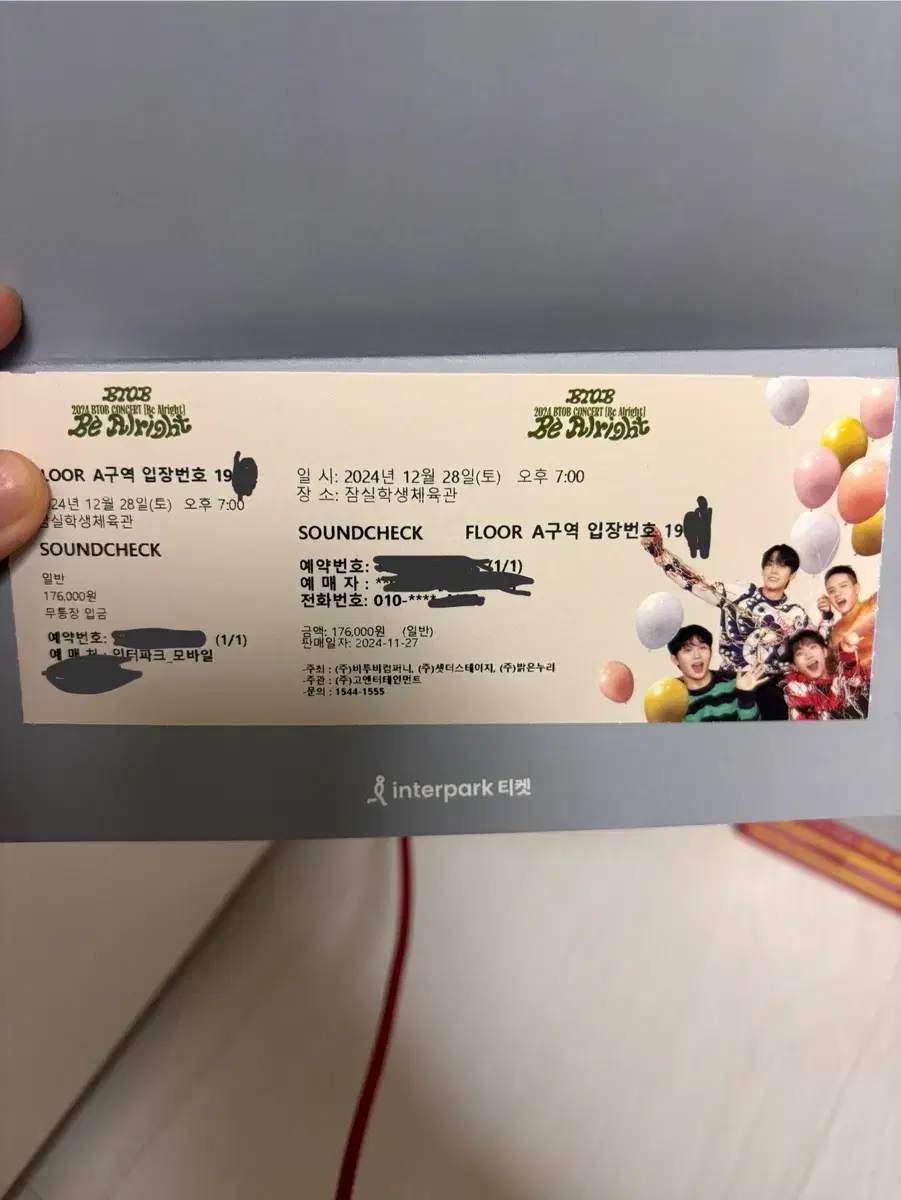 BTOB
2024 BTOB CONCERT [Be Alright]
Be Alright
LOOR A구역 입장번호 19
24년 12월 28일(토) 오후 7:00
잠실학생체육관
SOUNDCHECK
일반
176,000원
무통장 입금
예약번호: (1/1)
예 매 처 : 인터파크 모바일
BTOB
2024 BTOB CONCERT [Be Alright]
Be Alright
일 시: 2024년 12월 28일(토) 오후 7:00
장 소: 잠실학생체육관
SOUNDCHECK FLOOR A구역 입장번호 19
예약번호: (1/1)
예 매 자 : *
전화번호: 010-****
금액: 176,000원 (일반)
판매일자: 2024-11-27
-주최 : (주)비투비컴퍼니, (주)셋더스테이지, (주)밝은누리
-주관 : (주)고엔터테인먼트
-문의 : 1544-1555
interpark 티켓